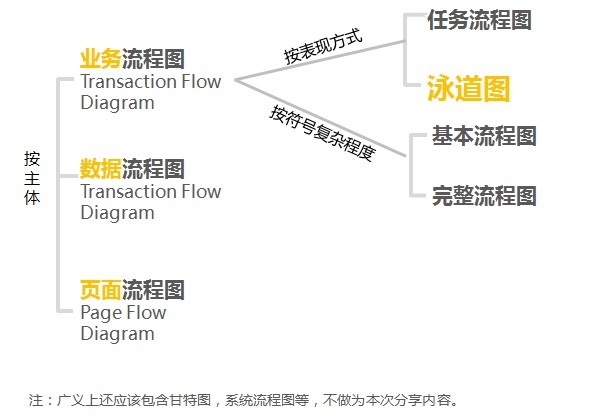 按主体
业务流程图
Transaction Flow
Diagram
数据流程图
Transaction Flow
Diagram
页面流程图
Page Flow
Diagram
按表现方式
任务流程图
泳道图
按符号复杂程度
基本流程图
完整流程图
注：广义上还应该包含甘特图，系统流程图等，不做为本次分享内容。